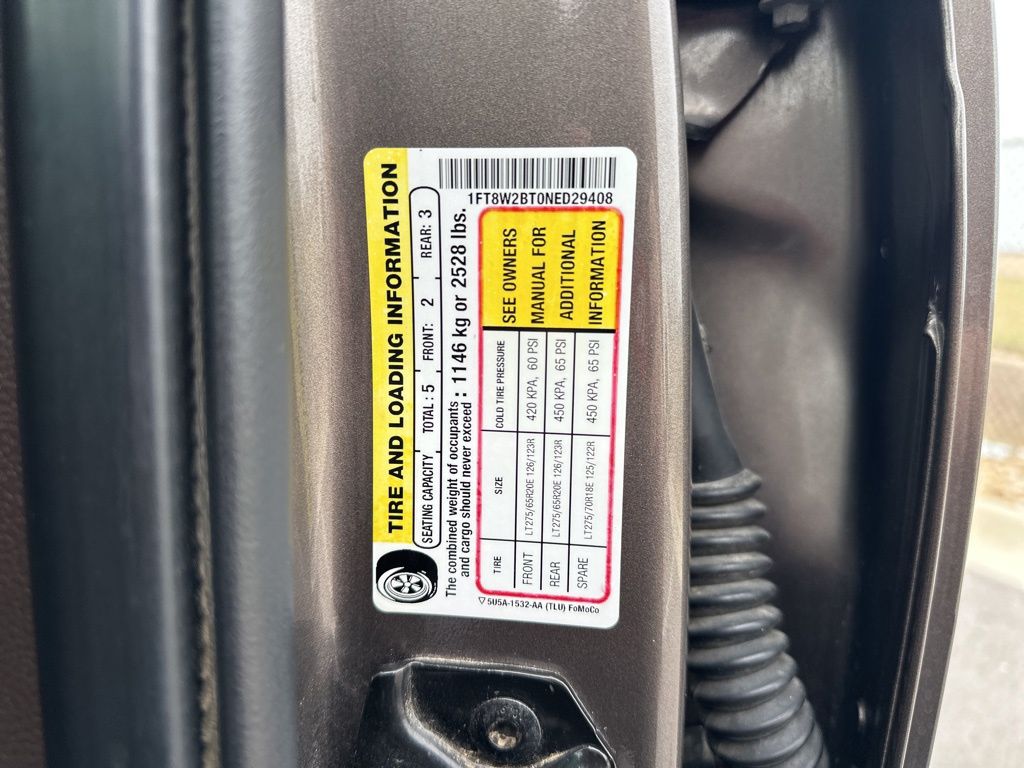 TIRE AND LOADING INFORMATION
SEATING CAPACITY TOTAL: 5 FRONT: 2 REAR: 3
The combined weight of occupants
and cargo should never exceed : 1146 kg or 2528 lbs.
TIRE SIZE COLD TIRE PRESSURE
FRONT LT275/65R20E 126/123R 420 KPA, 60 PSI
REAR LT275/65R20E 126/123R 450 KPA, 65 PSI
SPARE LT275/70R18E 125/122R 450 KPA, 65 PSI
SEE OWNERS
MANUAL FOR
ADDITIONAL
INFORMATION
5U5A-1532-AA (TLU) FoMoCo
1FT8W2BT0NED29408